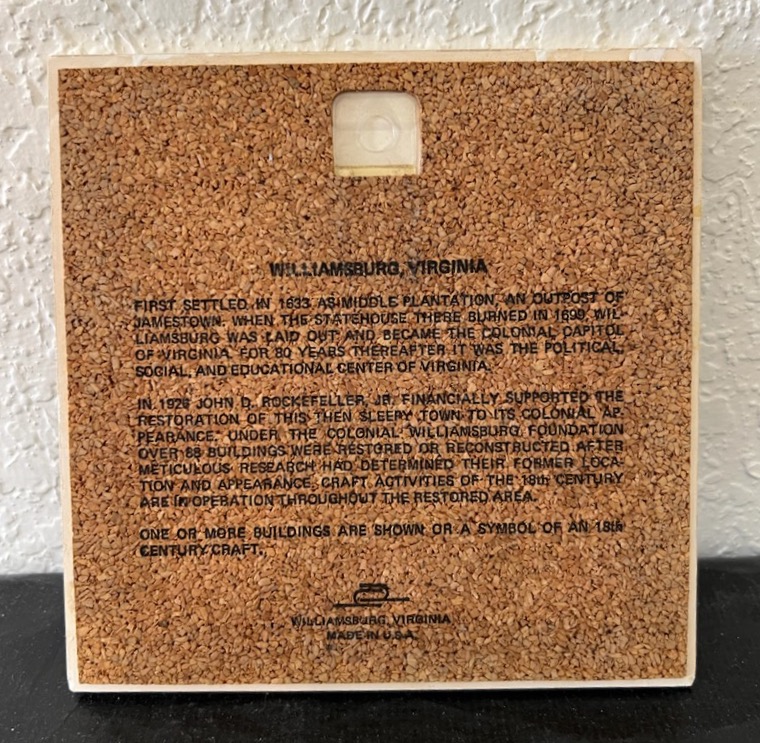 WILLIAMSBURG, VIRGINIA
FIRST SETTLED IN 1633 AS MIDDLE PLANTATION, AN OUTPOST OF
JAMESTOWN. WHEN THE STATEHOUSE THERE BURNED IN 1699, WIL-
LIAMSBURG WAS LAID OUT AND BECAME THE COLONIAL CAPITOL
OF VIRGINIA. FOR 80 YEARS THEREAFTER IT WAS THE POLITICAL,
SOCIAL, AND EDUCATIONAL CENTER OF VIRGINIA.
IN 1926 JOHN D. ROCKEFELLER, JR. FINANCIALLY SUPPORTED THE
RESTORATION OF THIS THEN SLEEPY TOWN TO ITS COLONIAL AP-
PEARANCE. UNDER THE COLONIAL WILLIAMSBURG FOUNDATION
OVER 88 BUILDINGS WERE RESTORED OR RECONSTRUCTED AFTER
METICULOUS RESEARCH HAD DETERMINED THEIR FORMER LOCA-
TION AND APPEARANCE. CRAFT ACTIVITIES OF THE 18th CENTURY
ARE IN OPERATION THROUGHOUT THE RESTORED AREA.
ONE OR MORE BUILDINGS ARE SHOWN OR A SYMBOL OF AN 18th
CENTURY CRAFT.
WILLIAMSBURG, VIRGINIA
MADE IN U.S.A.